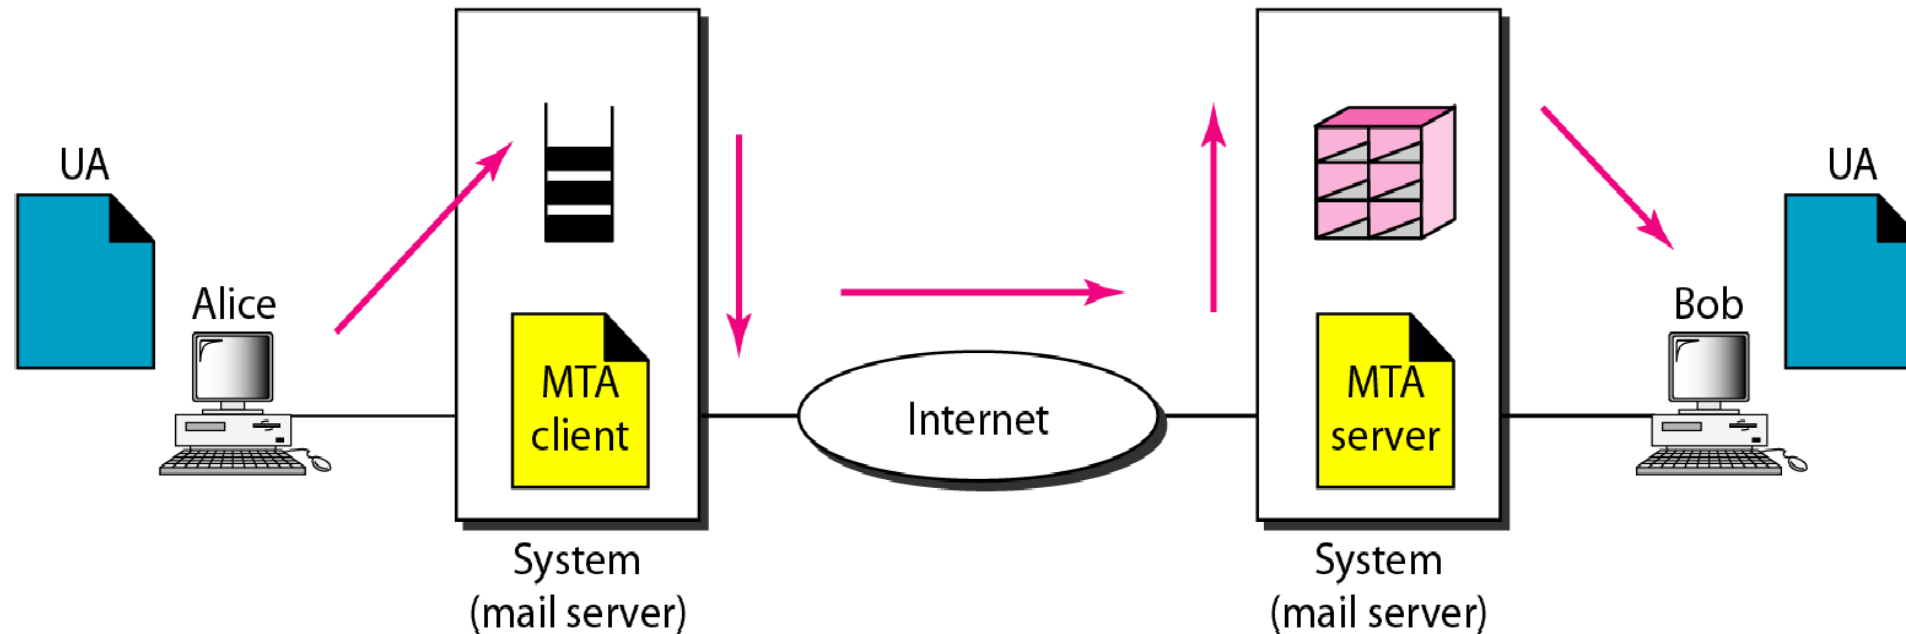 UA
Alice
MTA
client
System
(mail server)
Internet
MTA
server
System
(mail server)
Bob
UA